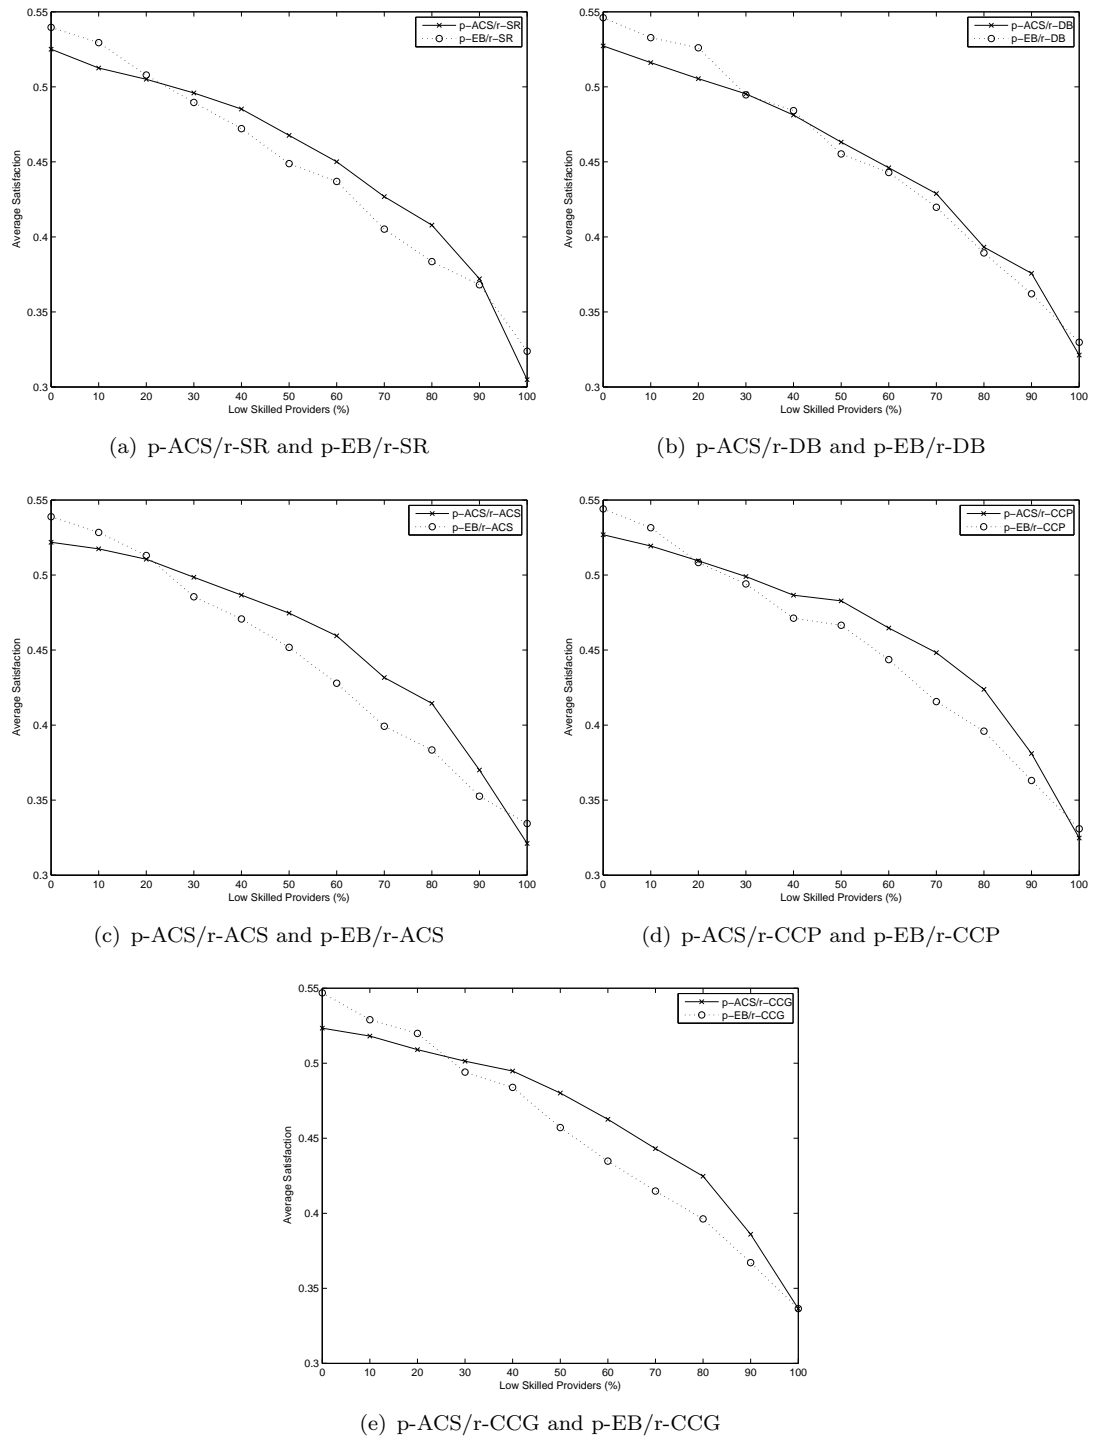 0.55
0.5
0.45
0.4
0.35
0.3
Average Satisfaction
p-ACS/r-SR
p-EB/r-SR
0 10 20 30 40 50 60 70 80 90 100
Low Skilled Providers (%)
(a) p-ACS/r-SR and p-EB/r-SR
0.55
0.5
0.45
0.4
0.35
0.3
Average Satisfaction
p-ACS/r-DB
p-EB/r-DB
0 10 20 30 40 50 60 70 80 90 100
Low Skilled Providers (%)
(b) p-ACS/r-DB and p-EB/r-DB
0.55
0.5
0.45
0.4
0.35
0.3
Average Satisfaction
p-ACS/r-ACS
p-EB/r-ACS
0 10 20 30 40 50 60 70 80 90 100
Low Skilled Providers (%)
(c) p-ACS/r-ACS and p-EB/r-ACS
0.55
0.5
0.45
0.4
0.35
0.3
Average Satisfaction
p-ACS/r-CCP
p-EB/r-CCP
0 10 20 30 40 50 60 70 80 90 100
Low Skilled Providers (%)
(d) p-ACS/r-CCP and p-EB/r-CCP
0.55
0.5
0.45
0.4
0.35
0.3
Average Satisfaction
p-ACS/r-CCG
p-EB/r-CCG
0 10 20 30 40 50 60 70 80 90 100
Low Skilled Providers (%)
(e) p-ACS/r-CCG and p-EB/r-CCG